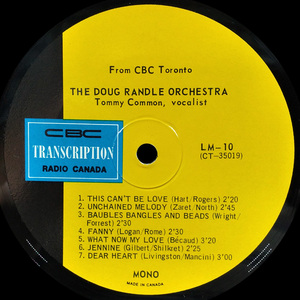 From CBC Toronto
THE DOUG RANDLE ORCHESTRA
Tommy Common, vocalist
CBC
TRANSCRIPTION
RADIO CANADA
LM-10
(CT-35019)
1. THIS CAN'T BE LOVE (Hart/Rogers) 2'20
2. UNCHAINED MELODY (Zaret/North) 2'45
3. BAUBLES BANGLES AND BEADS (Wright/
Forrest) 2'30
4. FANNY (Logan/Rome) 2'30
5. WHAT NOW MY LOVE (Bécaud) 3'20
6. JENNINE (Gilbert/Shilkret) 2'25
7. DEAR HEART (Livingston/Mancini) 3'00
MONO
MADE IN CANADA